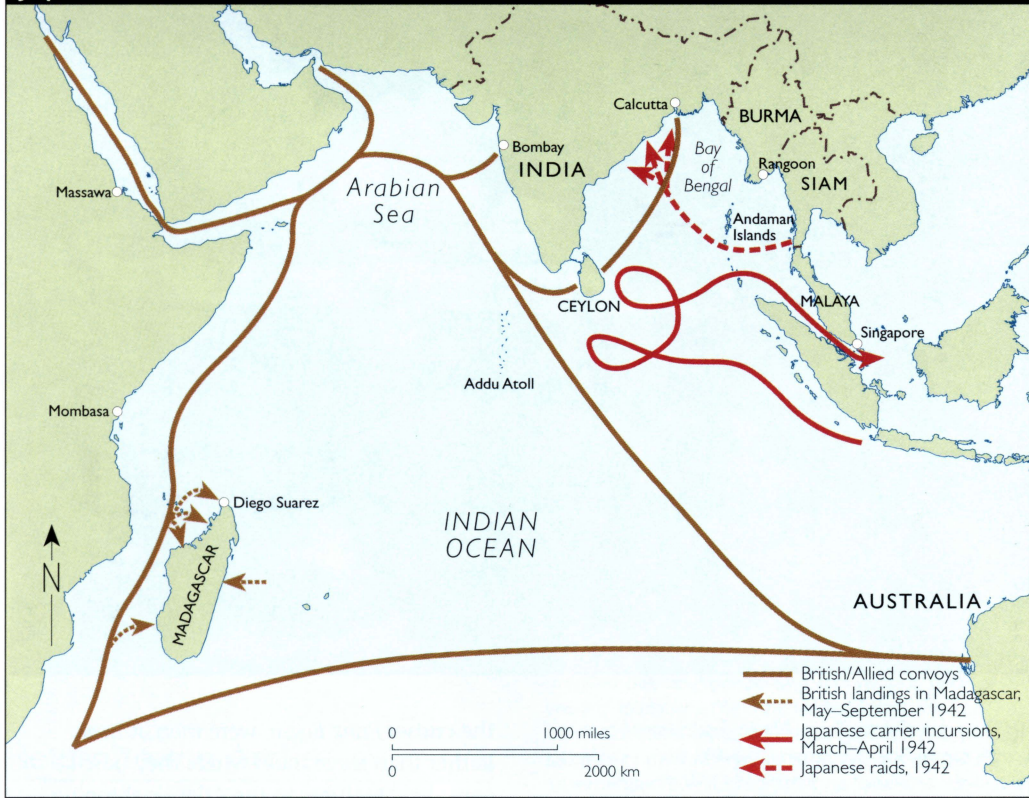 Calcutta
BURMA
Bombay
INDIA
Bay
of
Bengal
Rangoon
SIAM
Massawa
Arabian
Sea
Andaman
Islands
CEYLON
MALAYA
Singapore
Addu Atoll
Mombasa
Diego Suarez
INDIAN
OCEAN
N
MADAGASCAR
AUSTRALIA
British/Allied convoys
British landings in Madagascar,
May–September 1942
Japanese carrier incursions,
March–April 1942
Japanese raids, 1942
0 1000 miles
0 2000 km